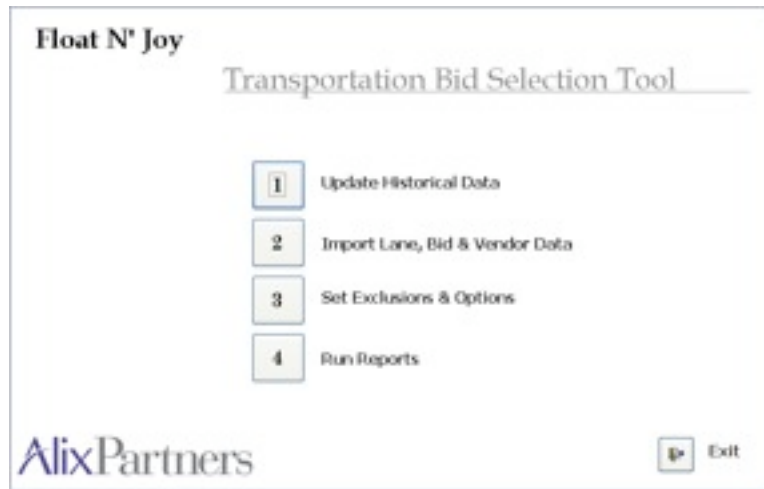 Float N' Joy
Transportation Bid Selection Tool
1 Update Historical Data
2 Import Lane, Bid & Vendor Data
3 Set Exclusions & Options
4 Run Reports
AlixPartners
Exit